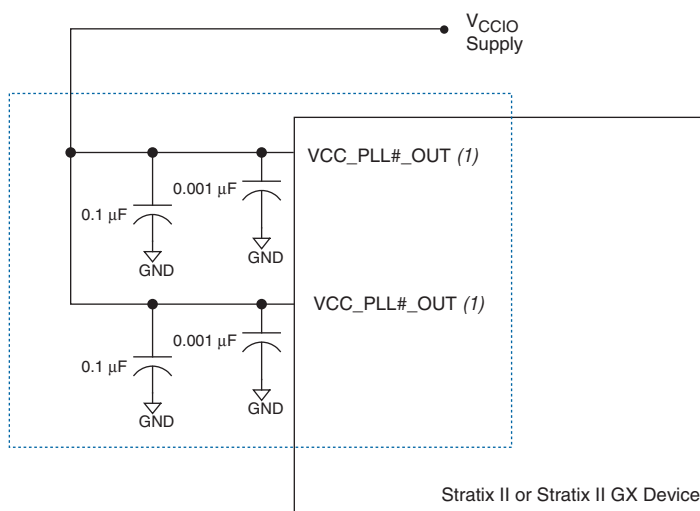 VCCIO
Supply
VCC_PLL#_OUT (1)
0.001 μF
0.1 μF
GND
GND
VCC_PLL#_OUT (1)
0.001 μF
0.1 μF
GND
GND
Stratix II or Stratix II GX Device